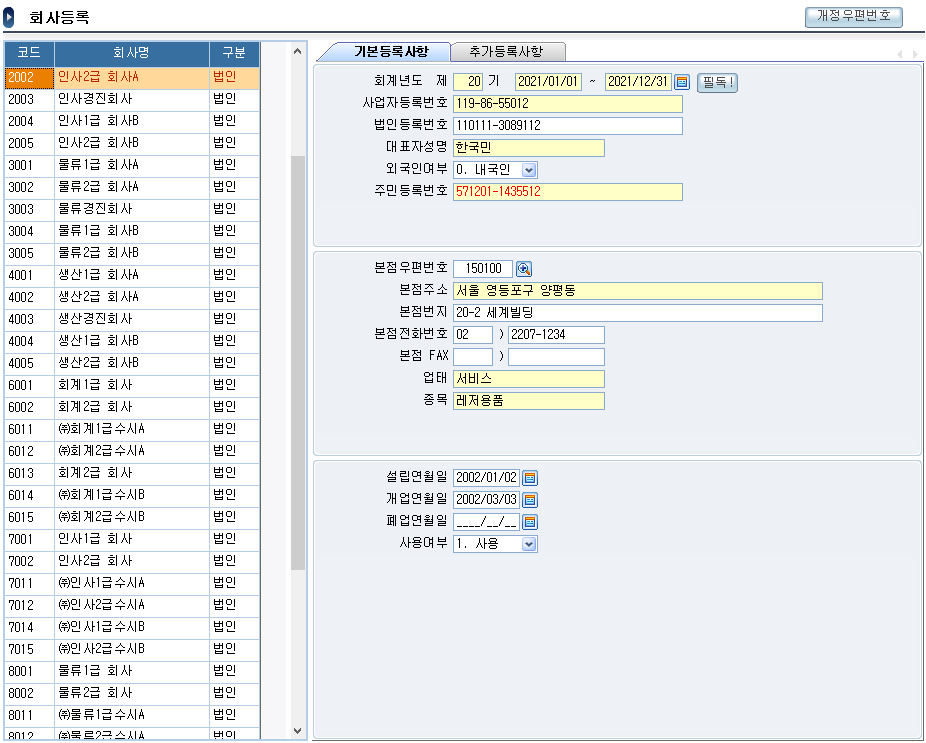 회사등록
개정우편번호
코드 회사명 구분
2002 인사2급 회사A 법인
2003 인사경진회사 법인
2004 인사1급 회사B 법인
2005 인사2급 회사B 법인
3001 물류1급 회사A 법인
3002 물류2급 회사A 법인
3003 물류경진회사 법인
3004 물류1급 회사B 법인
3005 물류2급 회사B 법인
4001 생산1급 회사A 법인
4002 생산2급 회사A 법인
4003 생산경진회사 법인
4004 생산1급 회사B 법인
4005 생산2급 회사B 법인
6001 회계1급 회사 법인
6002 회계2급 회사 법인
6011 ㈜회계1급수시A 법인
6012 ㈜회계2급수시A 법인
6013 회계2급 회사 법인
6014 ㈜회계1급수시B 법인
6015 ㈜회계2급수시B 법인
7001 인사1급 회사 법인
7002 인사2급 회사 법인
7011 ㈜인사1급수시A 법인
7012 ㈜인사2급수시A 법인
7014 ㈜인사1급수시B 법인
7015 ㈜인사2급수시B 법인
8001 물류1급 회사 법인
8002 물류2급 회사 법인
8011 ㈜물류1급수시A 법인
8012 ㈜물류2급수시A 법인
기본등록사항 추가등록사항
회계년도 제 20 기 2021/01/01 ~ 2021/12/31 필독!
사업자등록번호 119-86-55012
법인등록번호 110111-3089112
대표자성명 한국민
외국인여부 0. 내국인
주민등록번호 571201-1435512
본점우편번호 150100
본점주소 서울 영등포구 양평동
본점번지 20-2 세계빌딩
본점전화번호 02 ) 2207-1234
본점 FAX )
업태 서비스
종목 레저용품
설립연월일 2002/01/02
개업연월일 2002/03/03
폐업연월일 ____/__/__
사용여부 1. 사용